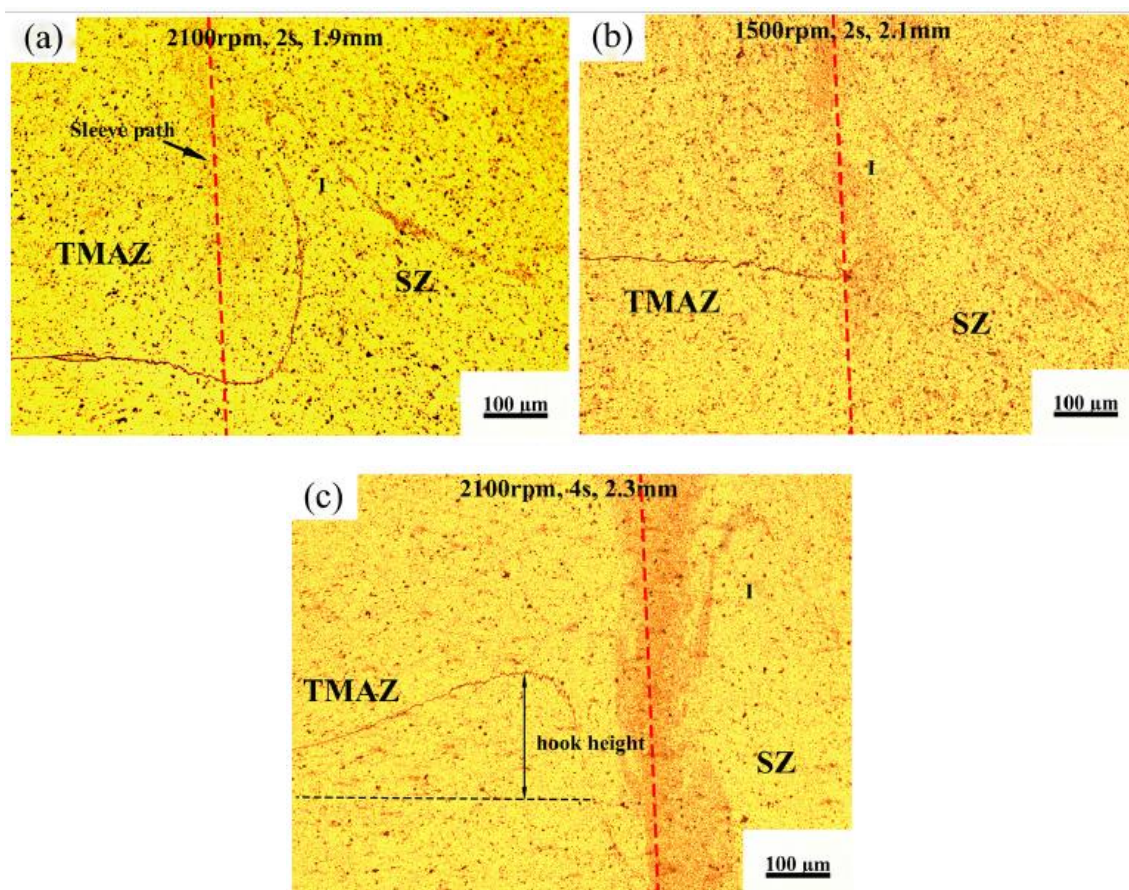 (a)
2100rpm, 2s, 1.9mm
Sleeve path
I
TMAZ
SZ
100 μm
(b)
1500rpm, 2s, 2.1mm
I
TMAZ
SZ
100 μm
(c)
2100rpm, 4s, 2.3mm
I
TMAZ
hook height
SZ
100 μm